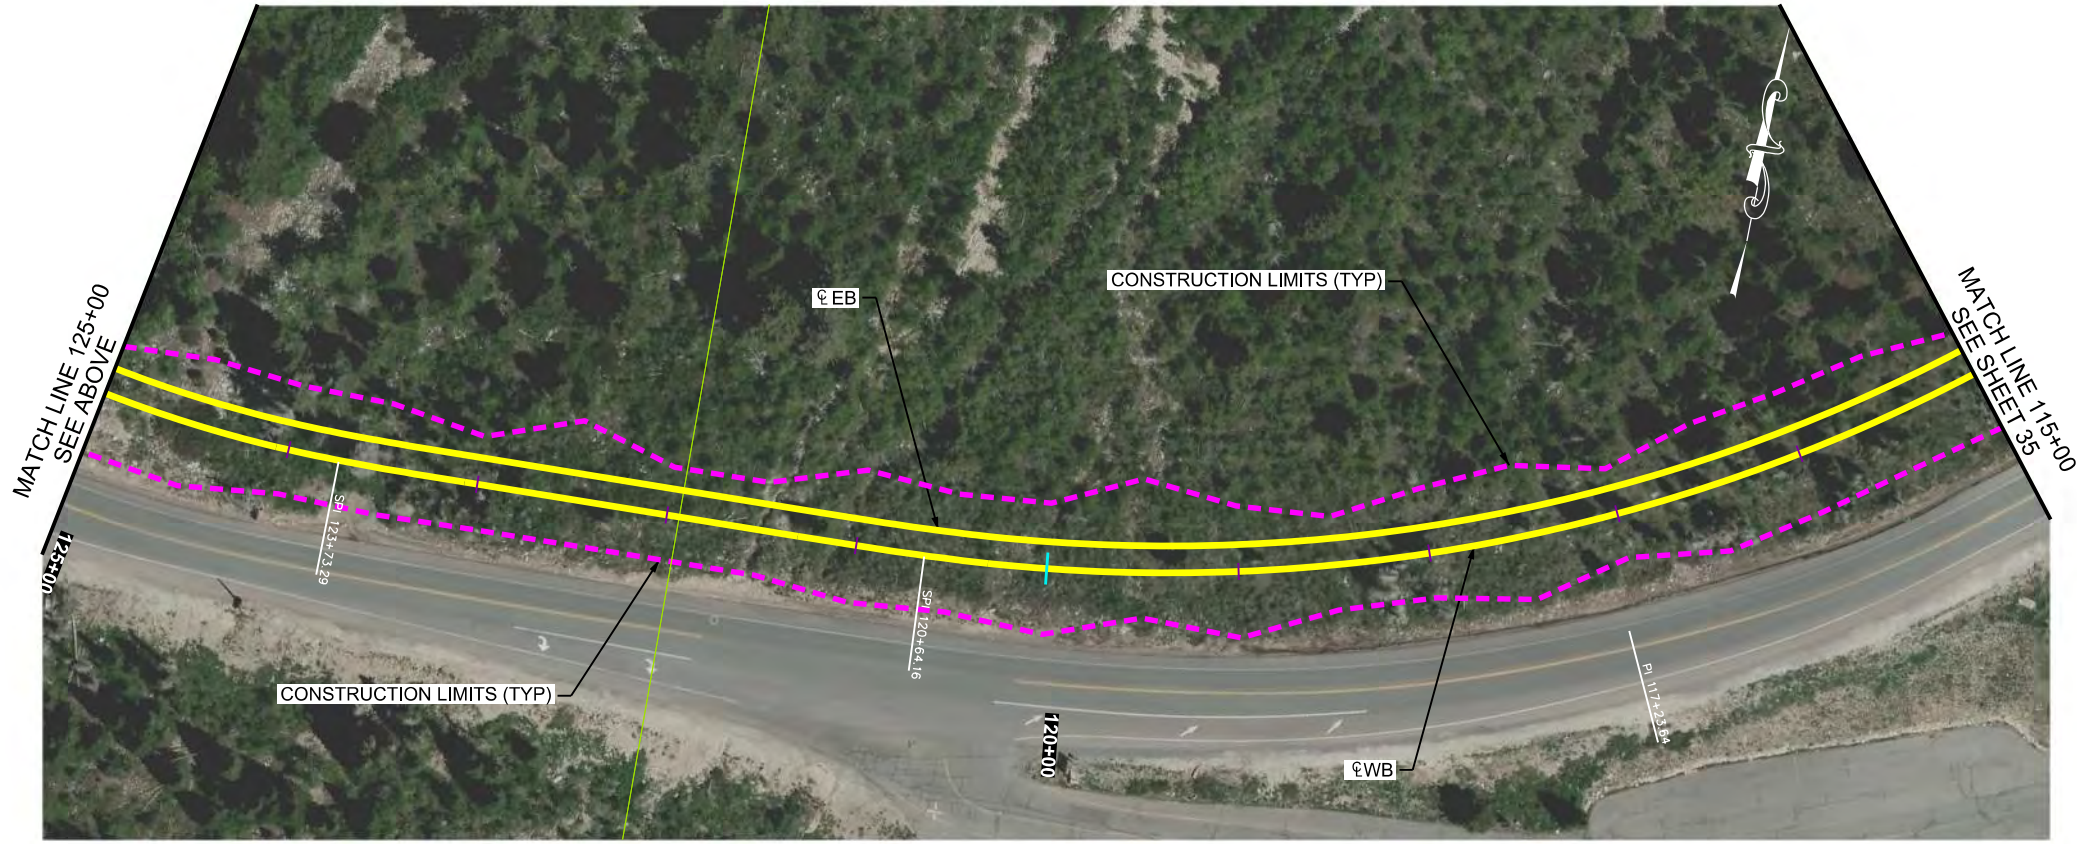 MATCH LINE 125+00
SEE ABOVE
℄ EB
CONSTRUCTION LIMITS (TYP)
MATCH LINE 115+00
SEE SHEET 35
125+00
SPI 123+73.29
SPI 120+64.16
PI 117+23.64
CONSTRUCTION LIMITS (TYP)
120+00
℄ WB